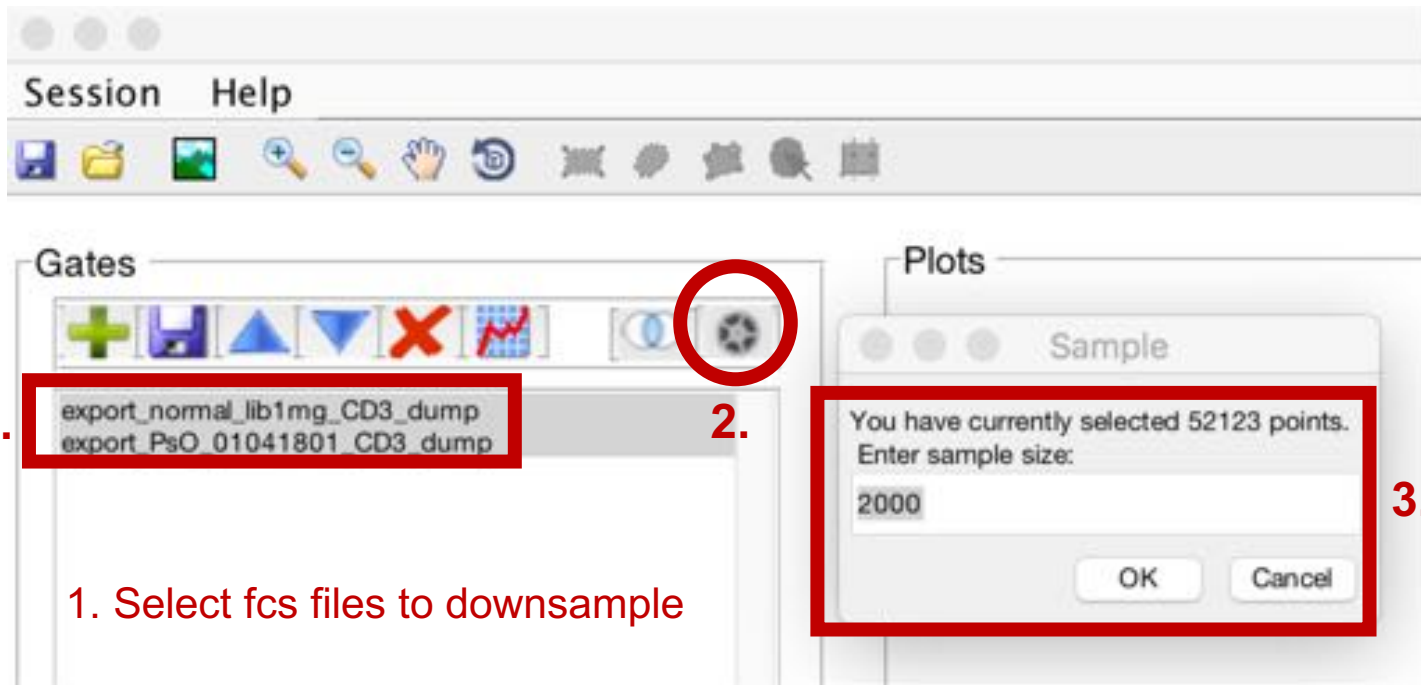 Session Help
Gates
Plots
Sample
export_normal_lib1mg_CD3_dump
export_PsO_01041801_CD3_dump
.
2.
You have currently selected 52123 points.
Enter sample size:
2000
3.
OK Cancel
1. Select fcs files to downsample